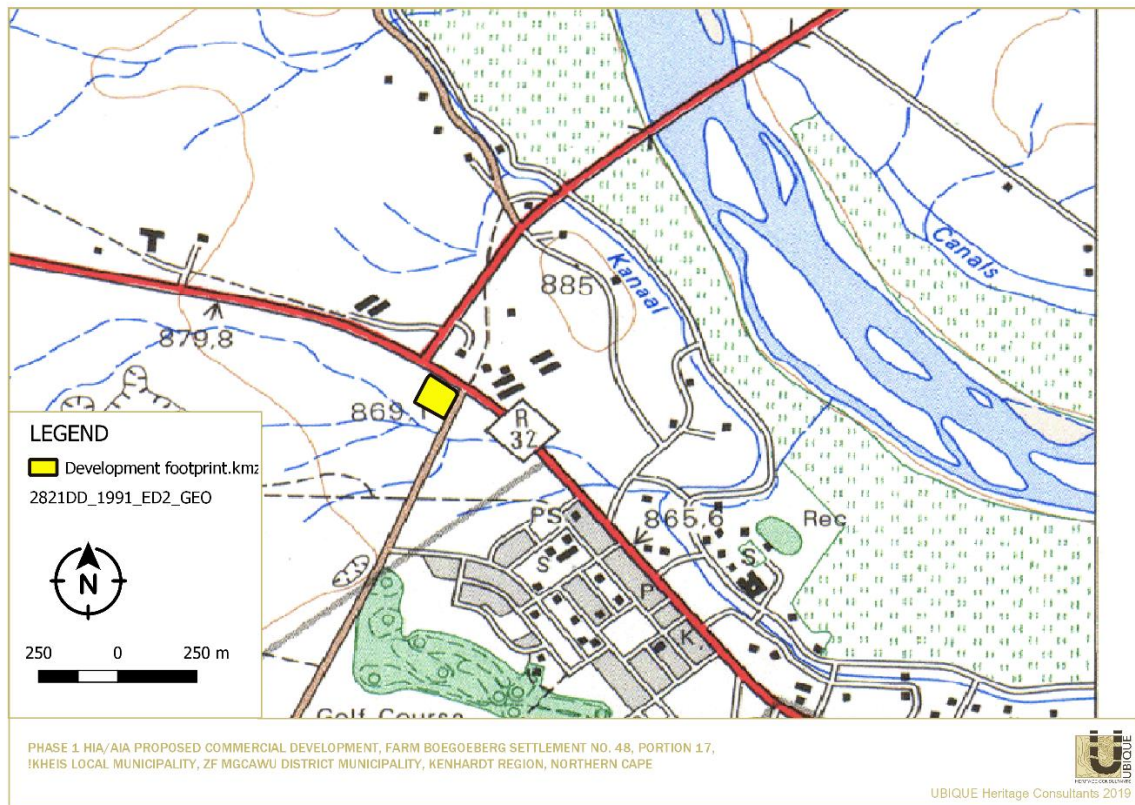 Canals
Kanaal
885
879,8
869,1
R
32
PS
865,6
Rec
S
S
P
K
Golf Course
LEGEND
Development footprint.kmz
2821DD_1991_ED2_GEO
N
250 0 250 m
PHASE 1 HIA/AIA PROPOSED COMMERCIAL DEVELOPMENT, FARM BOEGOEBERG SETTLEMENT NO. 48, PORTION 17,
!KHEIS LOCAL MUNICIPALITY, ZF MGCAWU DISTRICT MUNICIPALITY, KENHARDT REGION, NORTHERN CAPE
UBIQUE
HERITAGE CONSULTANTS
UBIQUE Heritage Consultants 2019